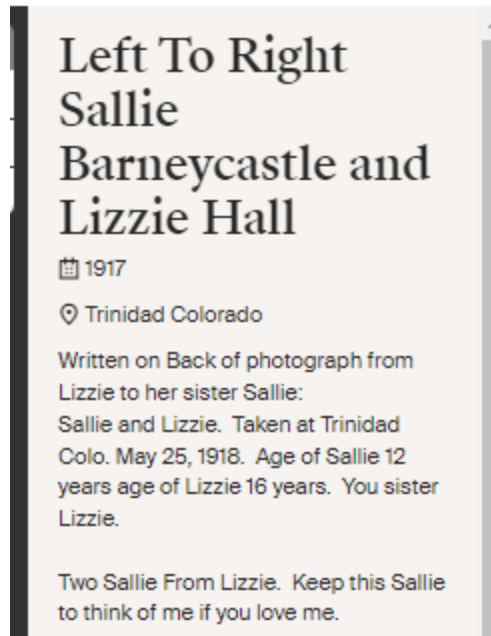 Left To Right
Sallie
Barneycastle and
Lizzie Hall
1917
Trinidad Colorado
Written on Back of photograph from
Lizzie to her sister Sallie:
Sallie and Lizzie.  Taken at Trinidad
Colo. May 25, 1918.  Age of Sallie 12
years age of Lizzie 16 years.  You sister
Lizzie.
Two Sallie From Lizzie.  Keep this Sallie
to think of me if you love me.